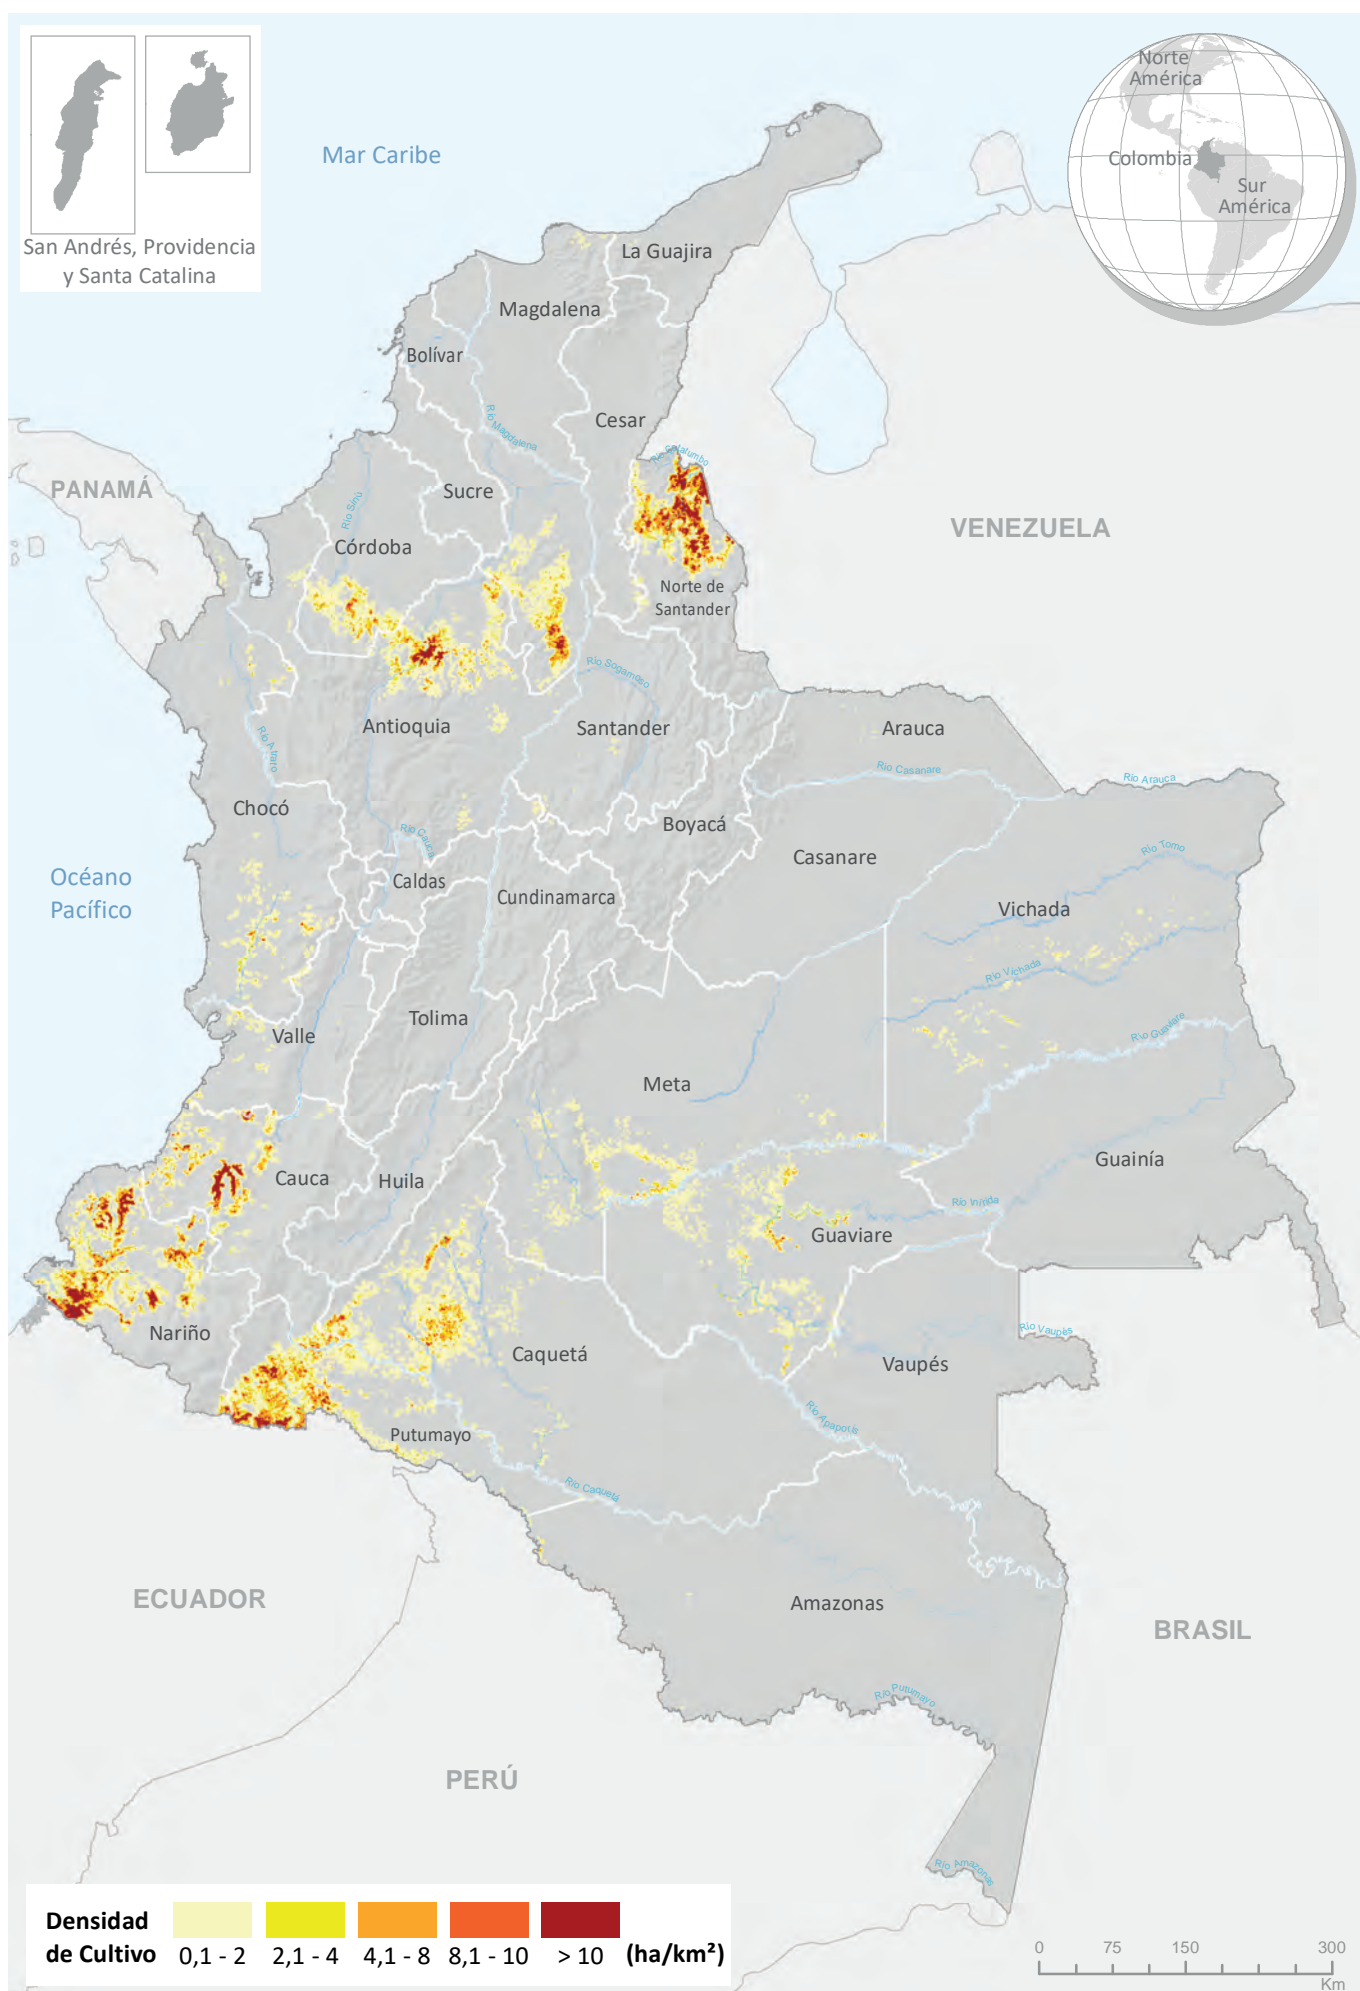 San Andrés, Providencia
y Santa Catalina
Norte
América
Colombia
Sur
América
Mar Caribe
La Guajira
Magdalena
Bolívar
Cesar
Río Magdalena
Río Catatumbo
PANAMÁ
Sucre
Río Sinú
Córdoba
VENEZUELA
Norte de
Santander
Río Sogamoso
Antioquia
Santander
Arauca
Río Atrato
Río Casanare
Río Arauca
Chocó
Río Cauca
Boyacá
Casanare
Río Tomo
Océano
Pacífico
Caldas
Cundinamarca
Vichada
Río Vichada
Tolima
Valle
Río Guaviare
Meta
Cauca
Huila
Guainía
Río Inírida
Guaviare
Nariño
Caquetá
Río Vaupés
Vaupés
Putumayo
Río Apaporis
Río Caquetá
ECUADOR
Amazonas
BRASIL
Río Putumayo
PERÚ
Río Amazonas
Densidad
de Cultivo
0,1 - 2
2,1 - 4
4,1 - 8
8,1 - 10
> 10
(ha/km²)
0
75
150
300
Km